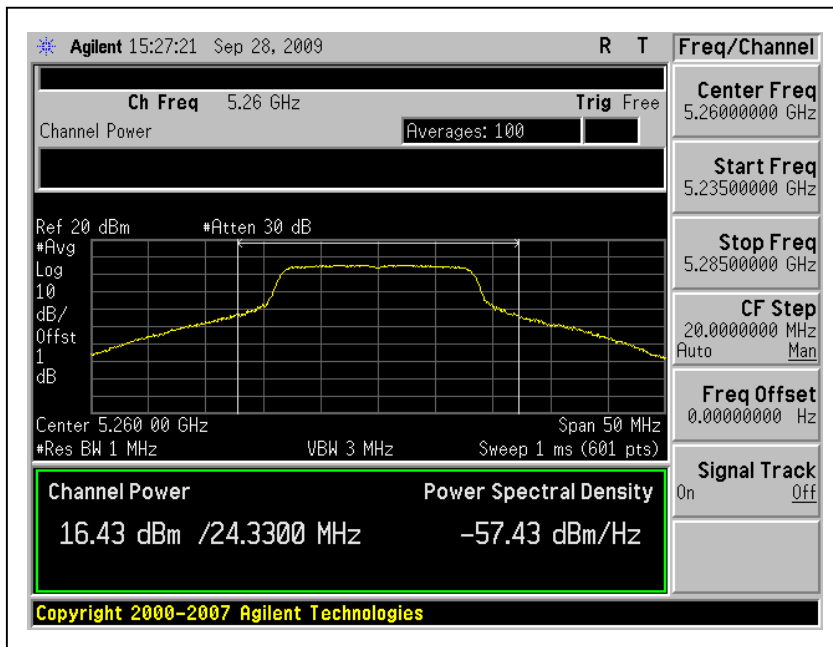 Agilent 15:27:21 Sep 28, 2009 R T
Freq/Channel
Ch Freq 5.26 GHz Trig Free
Channel Power Averages: 100
Ref 20 dBm #Atten 30 dB
#Avg
Log
10
dB/
Offst
1
dB
Center 5.260 00 GHz Span 50 MHz
#Res BW 1 MHz VBW 3 MHz Sweep 1 ms (601 pts)
Channel Power Power Spectral Density
16.43 dBm /24.3300 MHz -57.43 dBm/Hz
Center Freq
5.26000000 GHz
Start Freq
5.23500000 GHz
Stop Freq
5.28500000 GHz
CF Step
20.0000000 MHz
Auto Man
Freq Offset
0.00000000 Hz
Signal Track
On Off
Copyright 2000-2007 Agilent Technologies